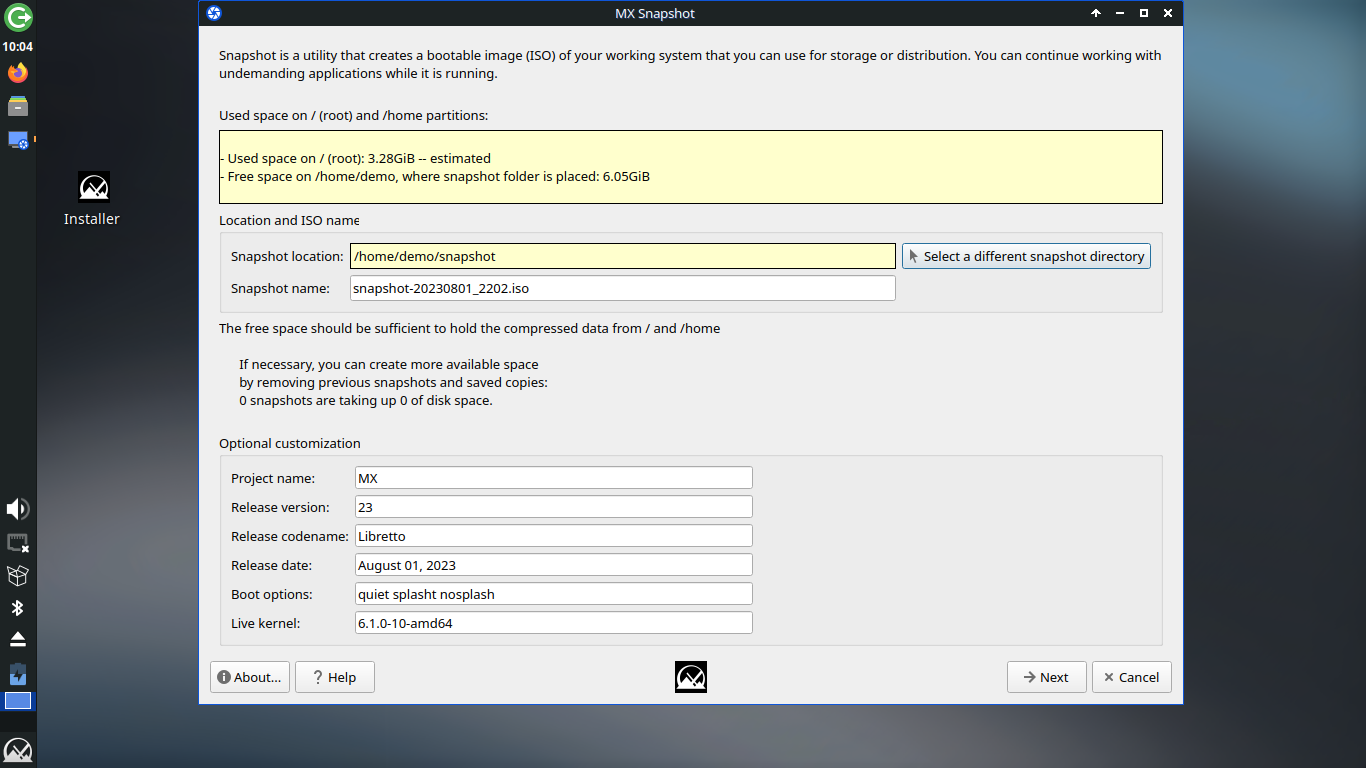 MX Snapshot
10:04
Installer
Snapshot is a utility that creates a bootable image (ISO) of your working system that you can use for storage or distribution. You can continue working with
undemanding applications while it is running.
Used space on / (root) and /home partitions:
- Used space on / (root): 3.28GiB -- estimated
- Free space on /home/demo, where snapshot folder is placed: 6.05GiB
Location and ISO name
Snapshot location: /home/demo/snapshot Select a different snapshot directory
Snapshot name: snapshot-20230801_2202.iso
The free space should be sufficient to hold the compressed data from / and /home
If necessary, you can create more available space
by removing previous snapshots and saved copies:
0 snapshots are taking up 0 of disk space.
Optional customization
Project name: MX
Release version: 23
Release codename: Libretto
Release date: August 01, 2023
Boot options: quiet splasht nosplash
Live kernel: 6.1.0-10-amd64
About... Help Next Cancel